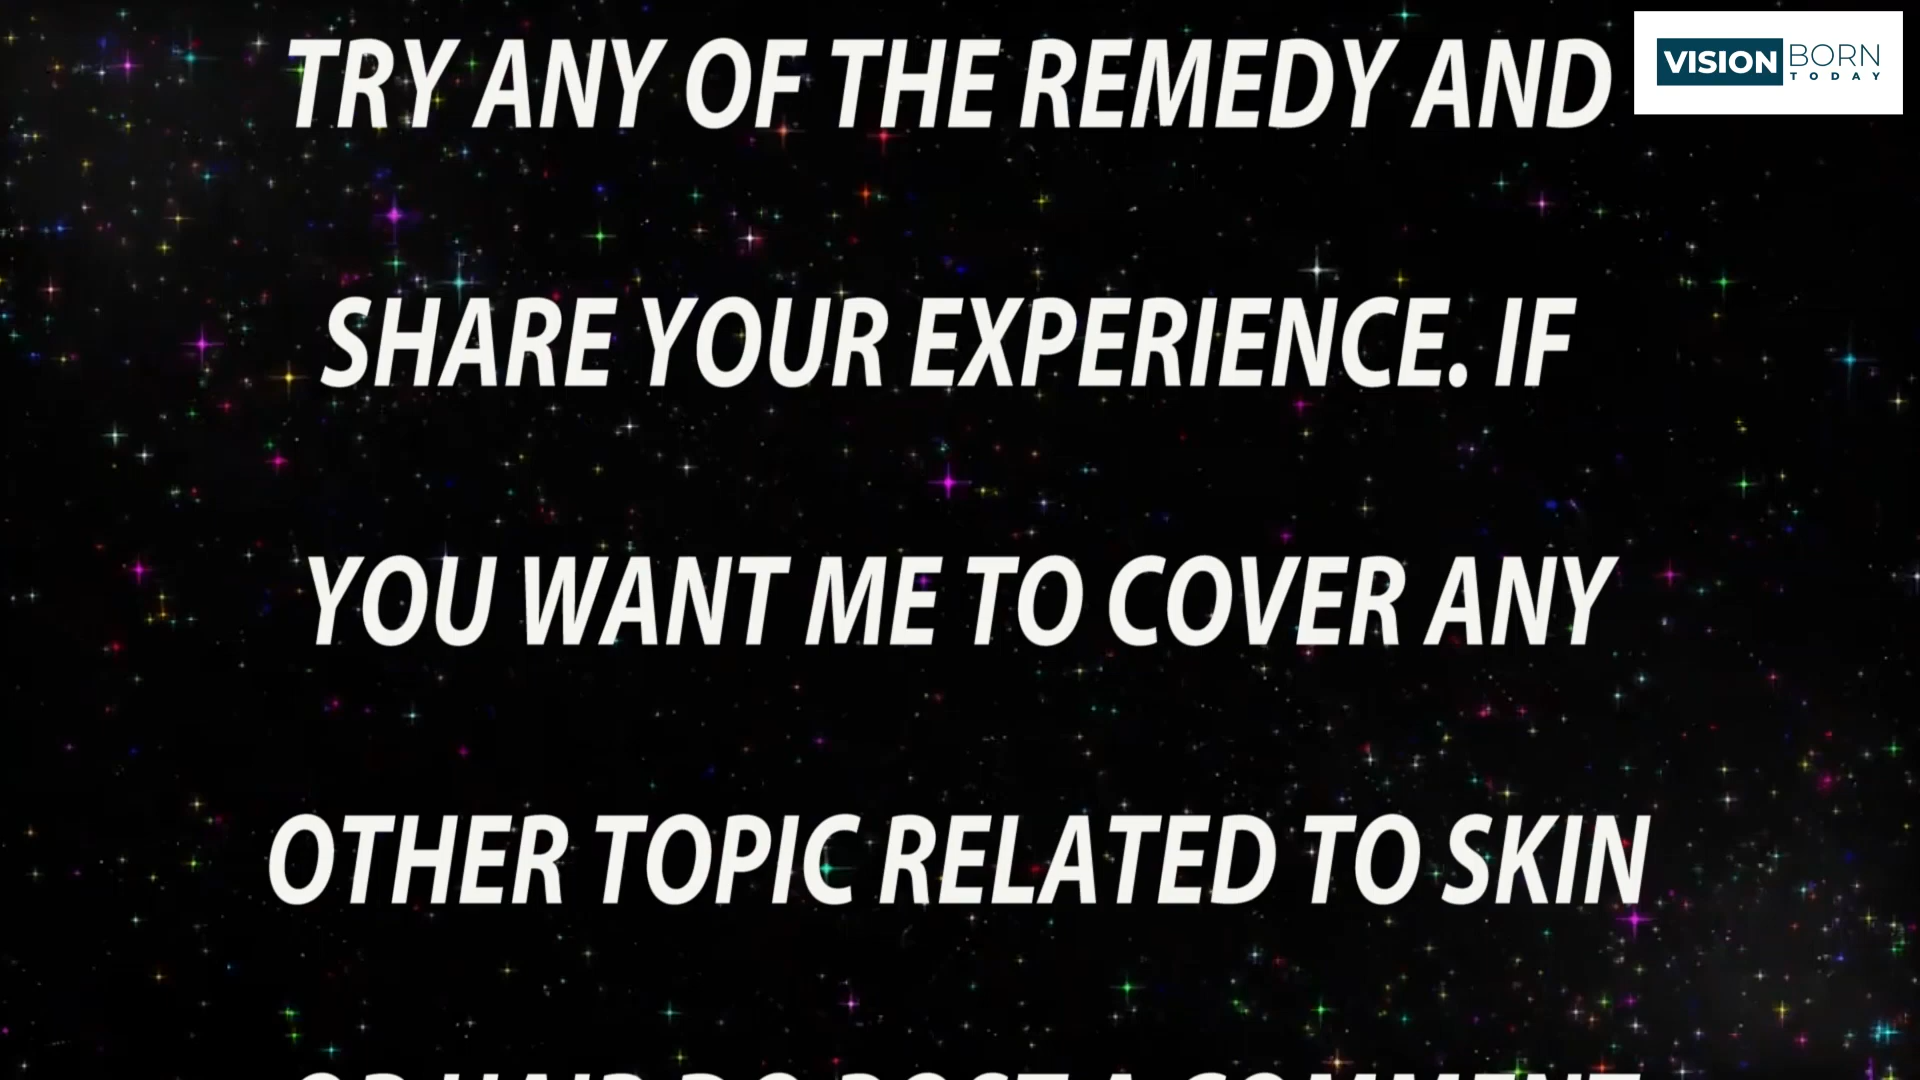 TRY ANY OF THE REMEDY AND
VISION BORN
TODAY
SHARE YOUR EXPERIENCE. IF
YOU WANT ME TO COVER ANY
OTHER TOPIC RELATED TO SKIN